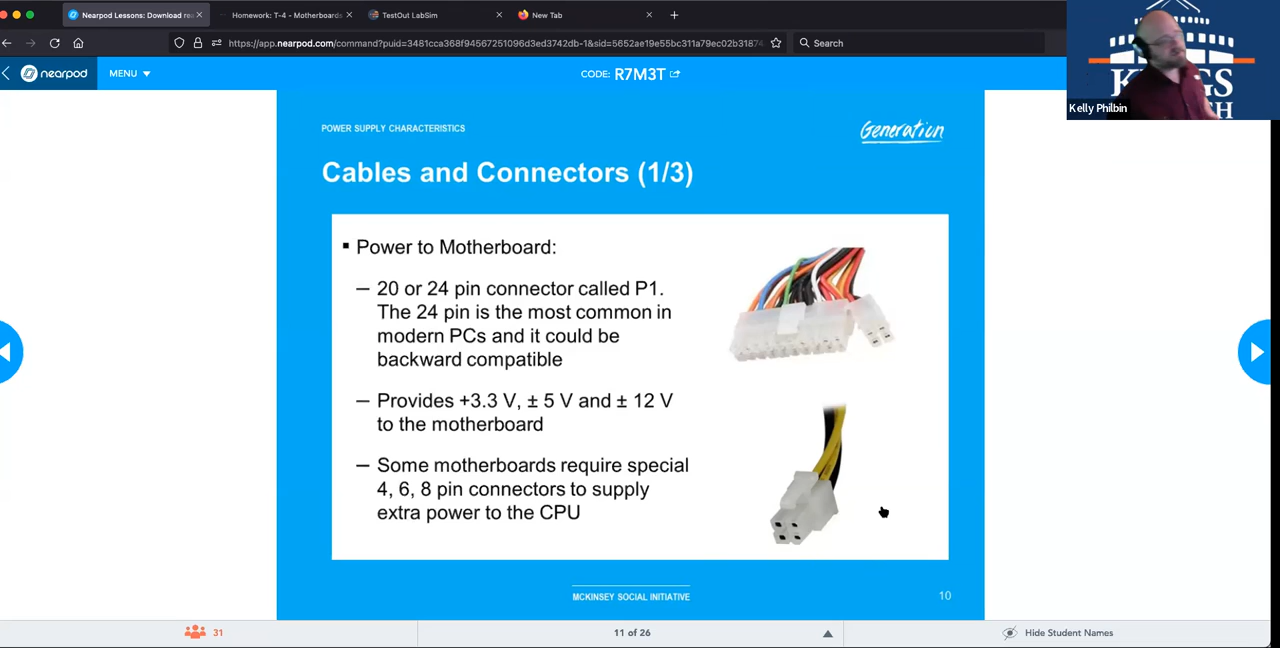 Nearpod Lessons: Download rea
Homework: T-4 - Motherboards
TestOut LabSim
New Tab
https://app.nearpod.com/command?puid=3481cca368f94567251096d3ed3742db-1&sid=5652ae19e55bc311a79ec02b31874
Search
nearpod
MENU
CODE: R7M3T
Kelly Philbin
POWER SUPPLY CHARACTERISTICS
Generation
Cables and Connectors (1/3)
▪ Power to Motherboard:
– 20 or 24 pin connector called P1.
The 24 pin is the most common in
modern PCs and it could be
backward compatible
– Provides +3.3 V, ± 5 V and ± 12 V
to the motherboard
– Some motherboards require special
4, 6, 8 pin connectors to supply
extra power to the CPU
MCKINSEY SOCIAL INITIATIVE
10
31
11 of 26
Hide Student Names